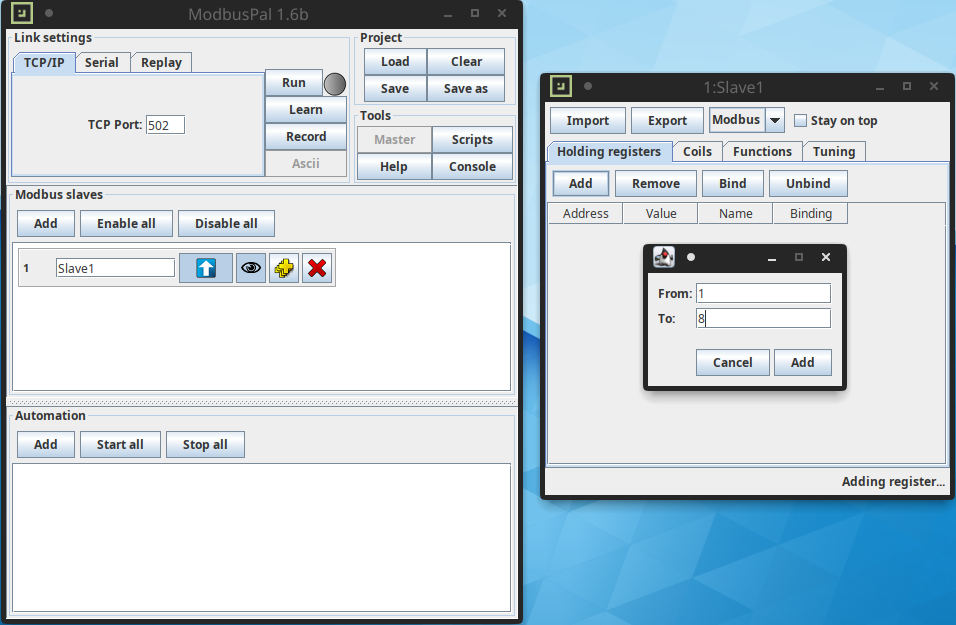 ModbusPal 1.6b
Link settings
TCP/IP Serial Replay
TCP Port: 502
Run
Learn
Record
Ascii
Project
Load Clear
Save Save as
Tools
Master Scripts
Help Console
Modbus slaves
Add Enable all Disable all
1 Slave1
Automation
Add Start all Stop all
1:Slave1
Import Export Modbus Stay on top
Holding registers Coils Functions Tuning
Add Remove Bind Unbind
Address Value Name Binding
From: 1
To: 8
Cancel Add
Adding register...